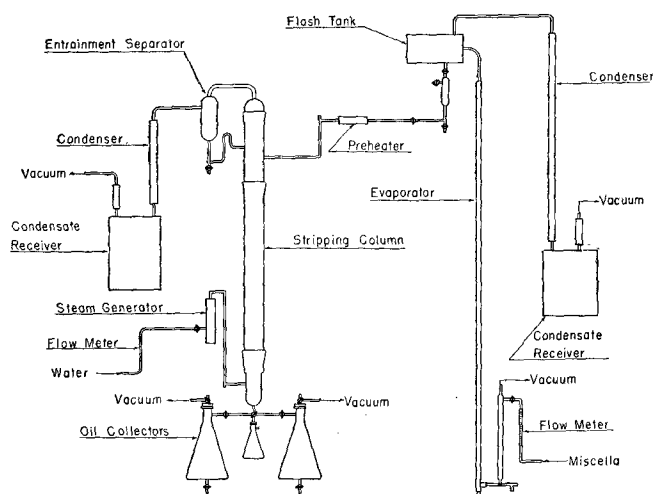 Flash Tank
Entrainment Separator
Condenser
Condenser
Preheater
Vacuum
Evaporator
Vacuum
Condensate
Receiver
Stripping Column
Steam Generator
Flow Meter
Water
Condensate
Receiver
Vacuum
Vacuum
Vacuum
Oil Collectors
Flow Meter
Miscella